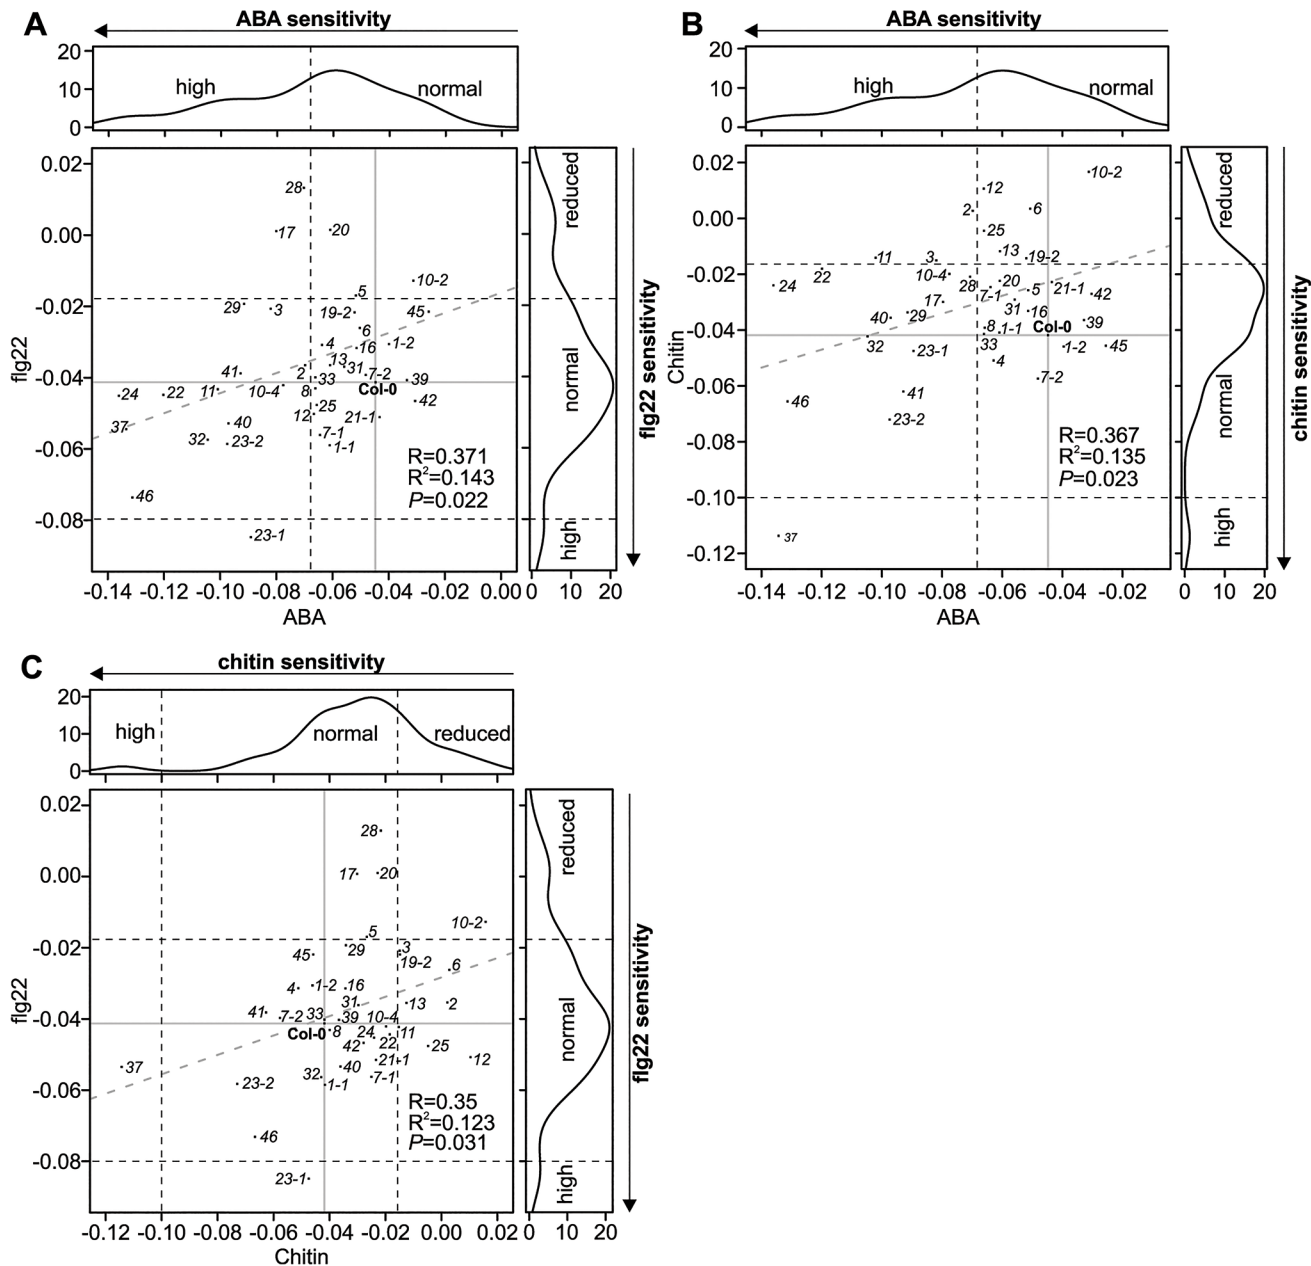 A
ABA sensitivity
20
10
0
high
normal
0.02
0.00
-0.02
-0.04
-0.06
-0.08
flg22
28
17
20
10-2
5
29
3
19-2
45
6
4
16
1-2
13
41
2
31
7-2
33
39
Col-0
24
22
11
10-4
8
42
25
12
21-1
37
40
7-1
32
23-2
1-1
R=0.371
R²=0.143
P=0.022
46
23-1
-0.14 -0.12 -0.10 -0.08 -0.06 -0.04 -0.02 0.00
ABA
reduced
normal
high
0 10 20
flg22 sensitivity
B
ABA sensitivity
20
10
0
high
normal
0.02
0.00
-0.02
-0.04
-0.06
-0.08
-0.10
-0.12
Chitin
10-2
12
2
6
25
13
11
3
19-2
22
10-4
24
28
20
21-1
7-1
5
42
17
31
16
40
29
39
8
1-1
Col-0
32
23-1
33
1-2
45
4
7-2
41
46
23-2
R=0.367
R²=0.135
P=0.023
37
-0.14 -0.12 -0.10 -0.08 -0.06 -0.04 -0.02
ABA
reduced
normal
high
0 10 20
chitin sensitivity
C
chitin sensitivity
20
10
0
high
normal
reduced
0.02
0.00
-0.02
-0.04
-0.06
-0.08
flg22
28
17
20
10-2
5
45
29
3
19-2
6
4
1-2
16
31
13
2
41
7-2
33
39
10-4
Col-0
8
24
11
42
22
25
37
40
21-1
12
32
7-1
23-2
1-1
R=0.35
R²=0.123
P=0.031
46
23-1
-0.12 -0.10 -0.08 -0.06 -0.04 -0.02 0.00 0.02
Chitin
reduced
normal
high
0 10 20
flg22 sensitivity